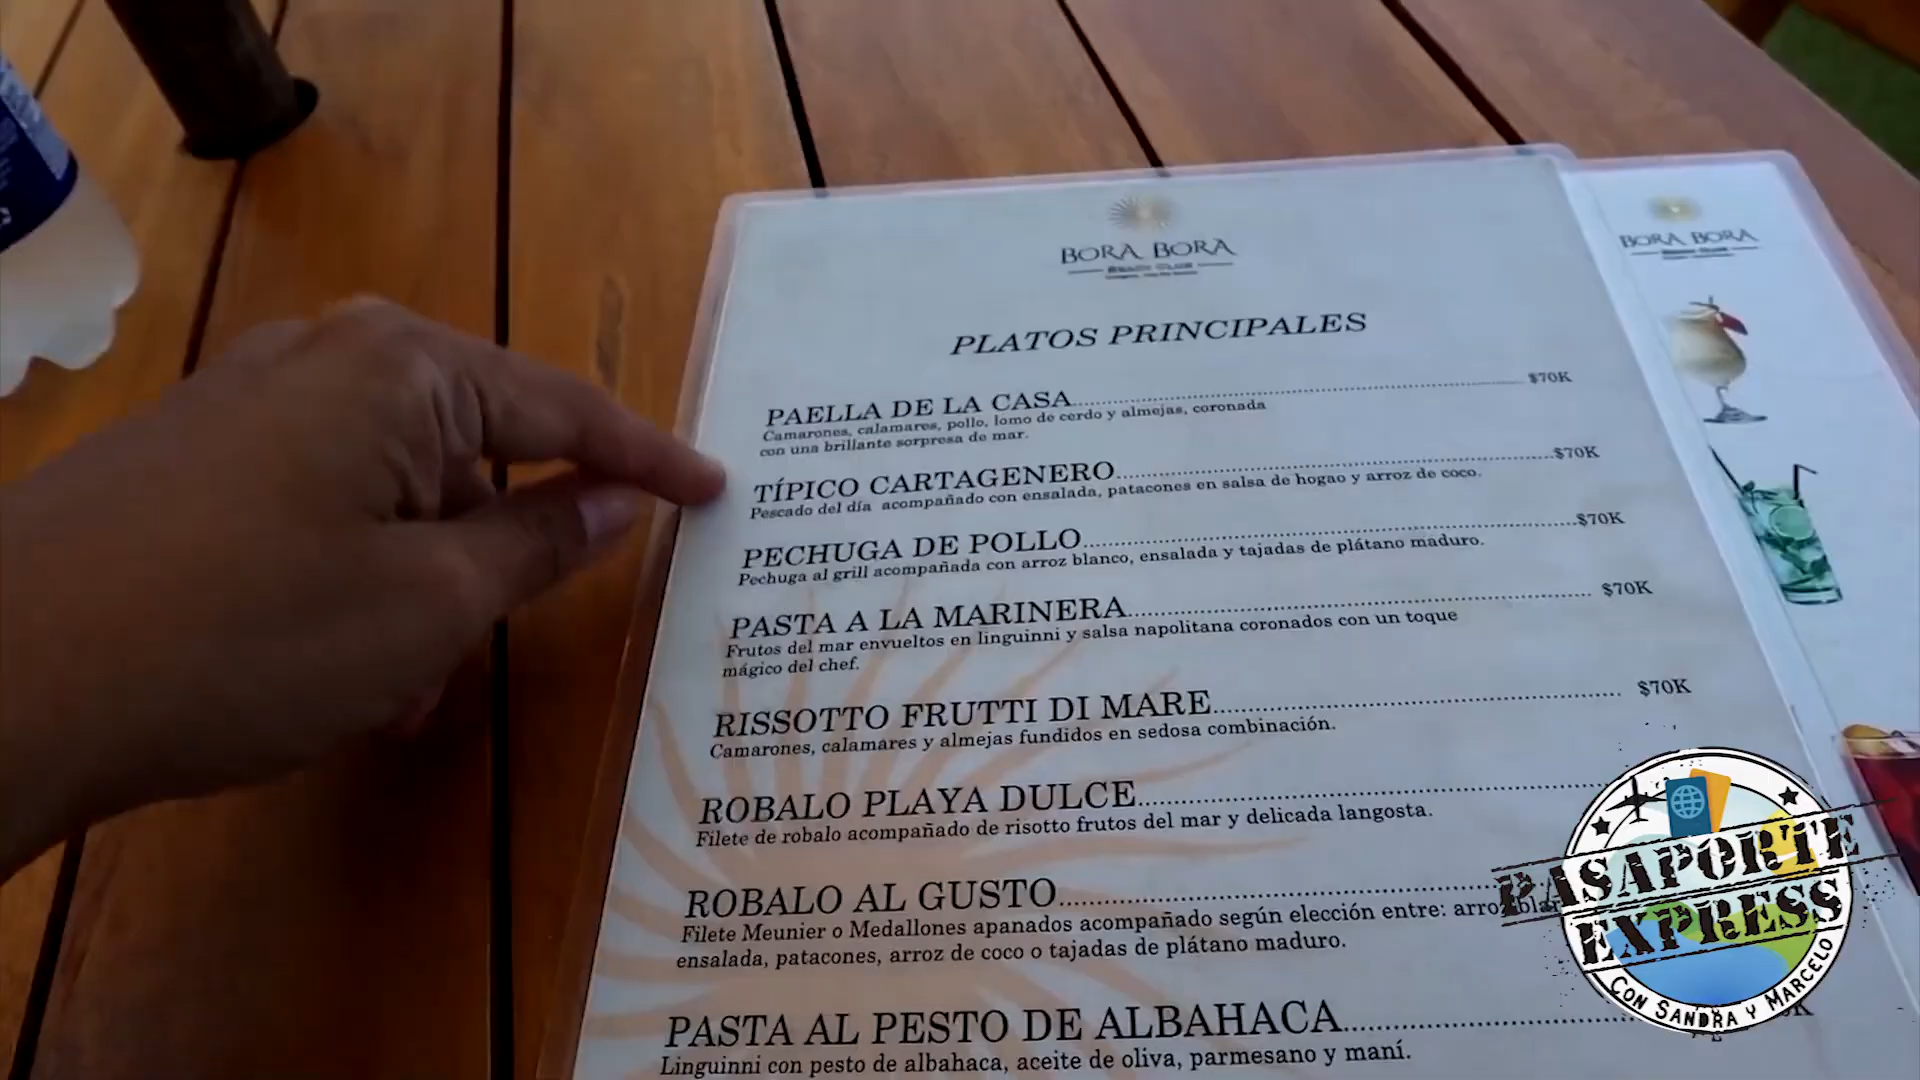 BORA BORA
BEACH CLUB
PLATOS PRINCIPALES
PAELLA DE LA CASA........$70K
Camarones, calamares, pollo, lomo de cerdo y almejas, coronada
con una brillante sorpresa de mar.
TÍPICO CARTAGENERO........$70K
Pescado del día acompañado con ensalada, patacones en salsa de hogao y arroz de coco.
PECHUGA DE POLLO........$70K
Pechuga al grill acompañada con arroz blanco, ensalada y tajadas de plátano maduro.
PASTA A LA MARINERA........$70K
Frutos del mar envueltos en linguinni y salsa napolitana coronados con un toque
mágico del chef.
RISSOTTO FRUTTI DI MARE........$70K
Camarones, calamares y almejas fundidos en sedosa combinación.
ROBALO PLAYA DULCE........
Filete de robalo acompañado de risotto frutos del mar y delicada langosta.
ROBALO AL GUSTO........
Filete Meunier o Medallones apanados acompañado según elección entre: arroz
ensalada, patacones, arroz de coco o tajadas de plátano maduro.
PASTA AL PESTO DE ALBAHACA........
Linguinni con pesto de albahaca, aceite de oliva, parmesano y maní.
BORA BORA
PASAPORTE
EXPRESS
CON SANDRA Y MARCELO